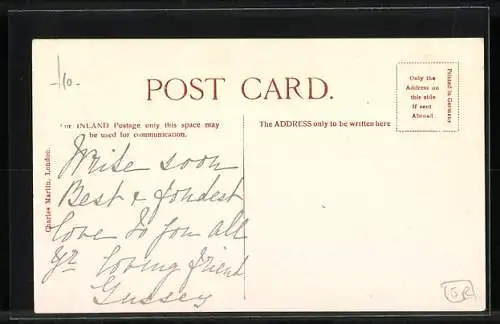 -/10-
POST CARD.
For INLAND Postage only this space may
be used for communication.
The ADDRESS only to be written here
Only the
Address on
this side
if sent
Abroad
Printed in Germany
Charles Martin, London.
Write soon
Best & fondest
love to you all
Yr loving friend
Gussey